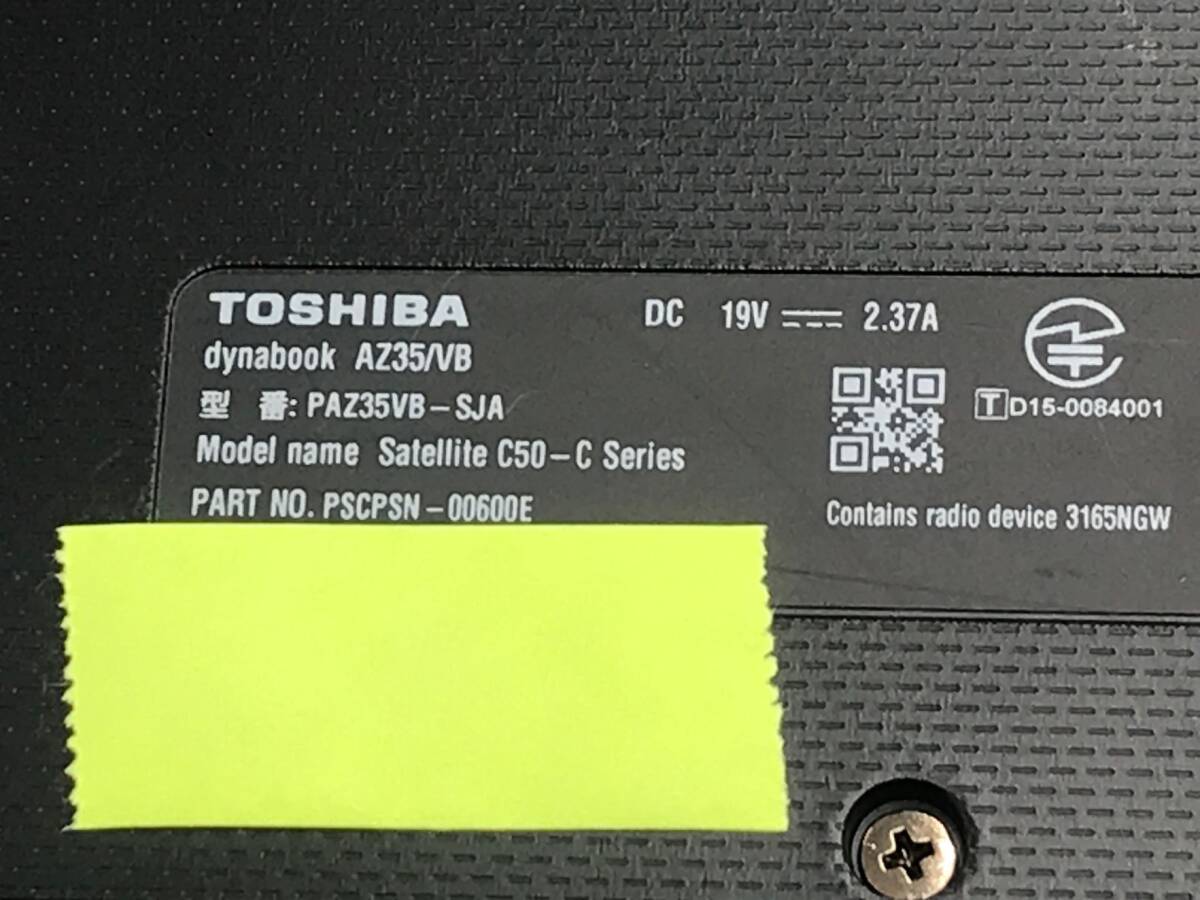 TOSHIBA
DC 19V 2.37A
dynabook AZ35/VB
型 番: PAZ35VB-SJA
T D15-0084001
Model name Satellite C50-C Series
PART NO. PSCPSN-00600E
Contains radio device 3165NGW